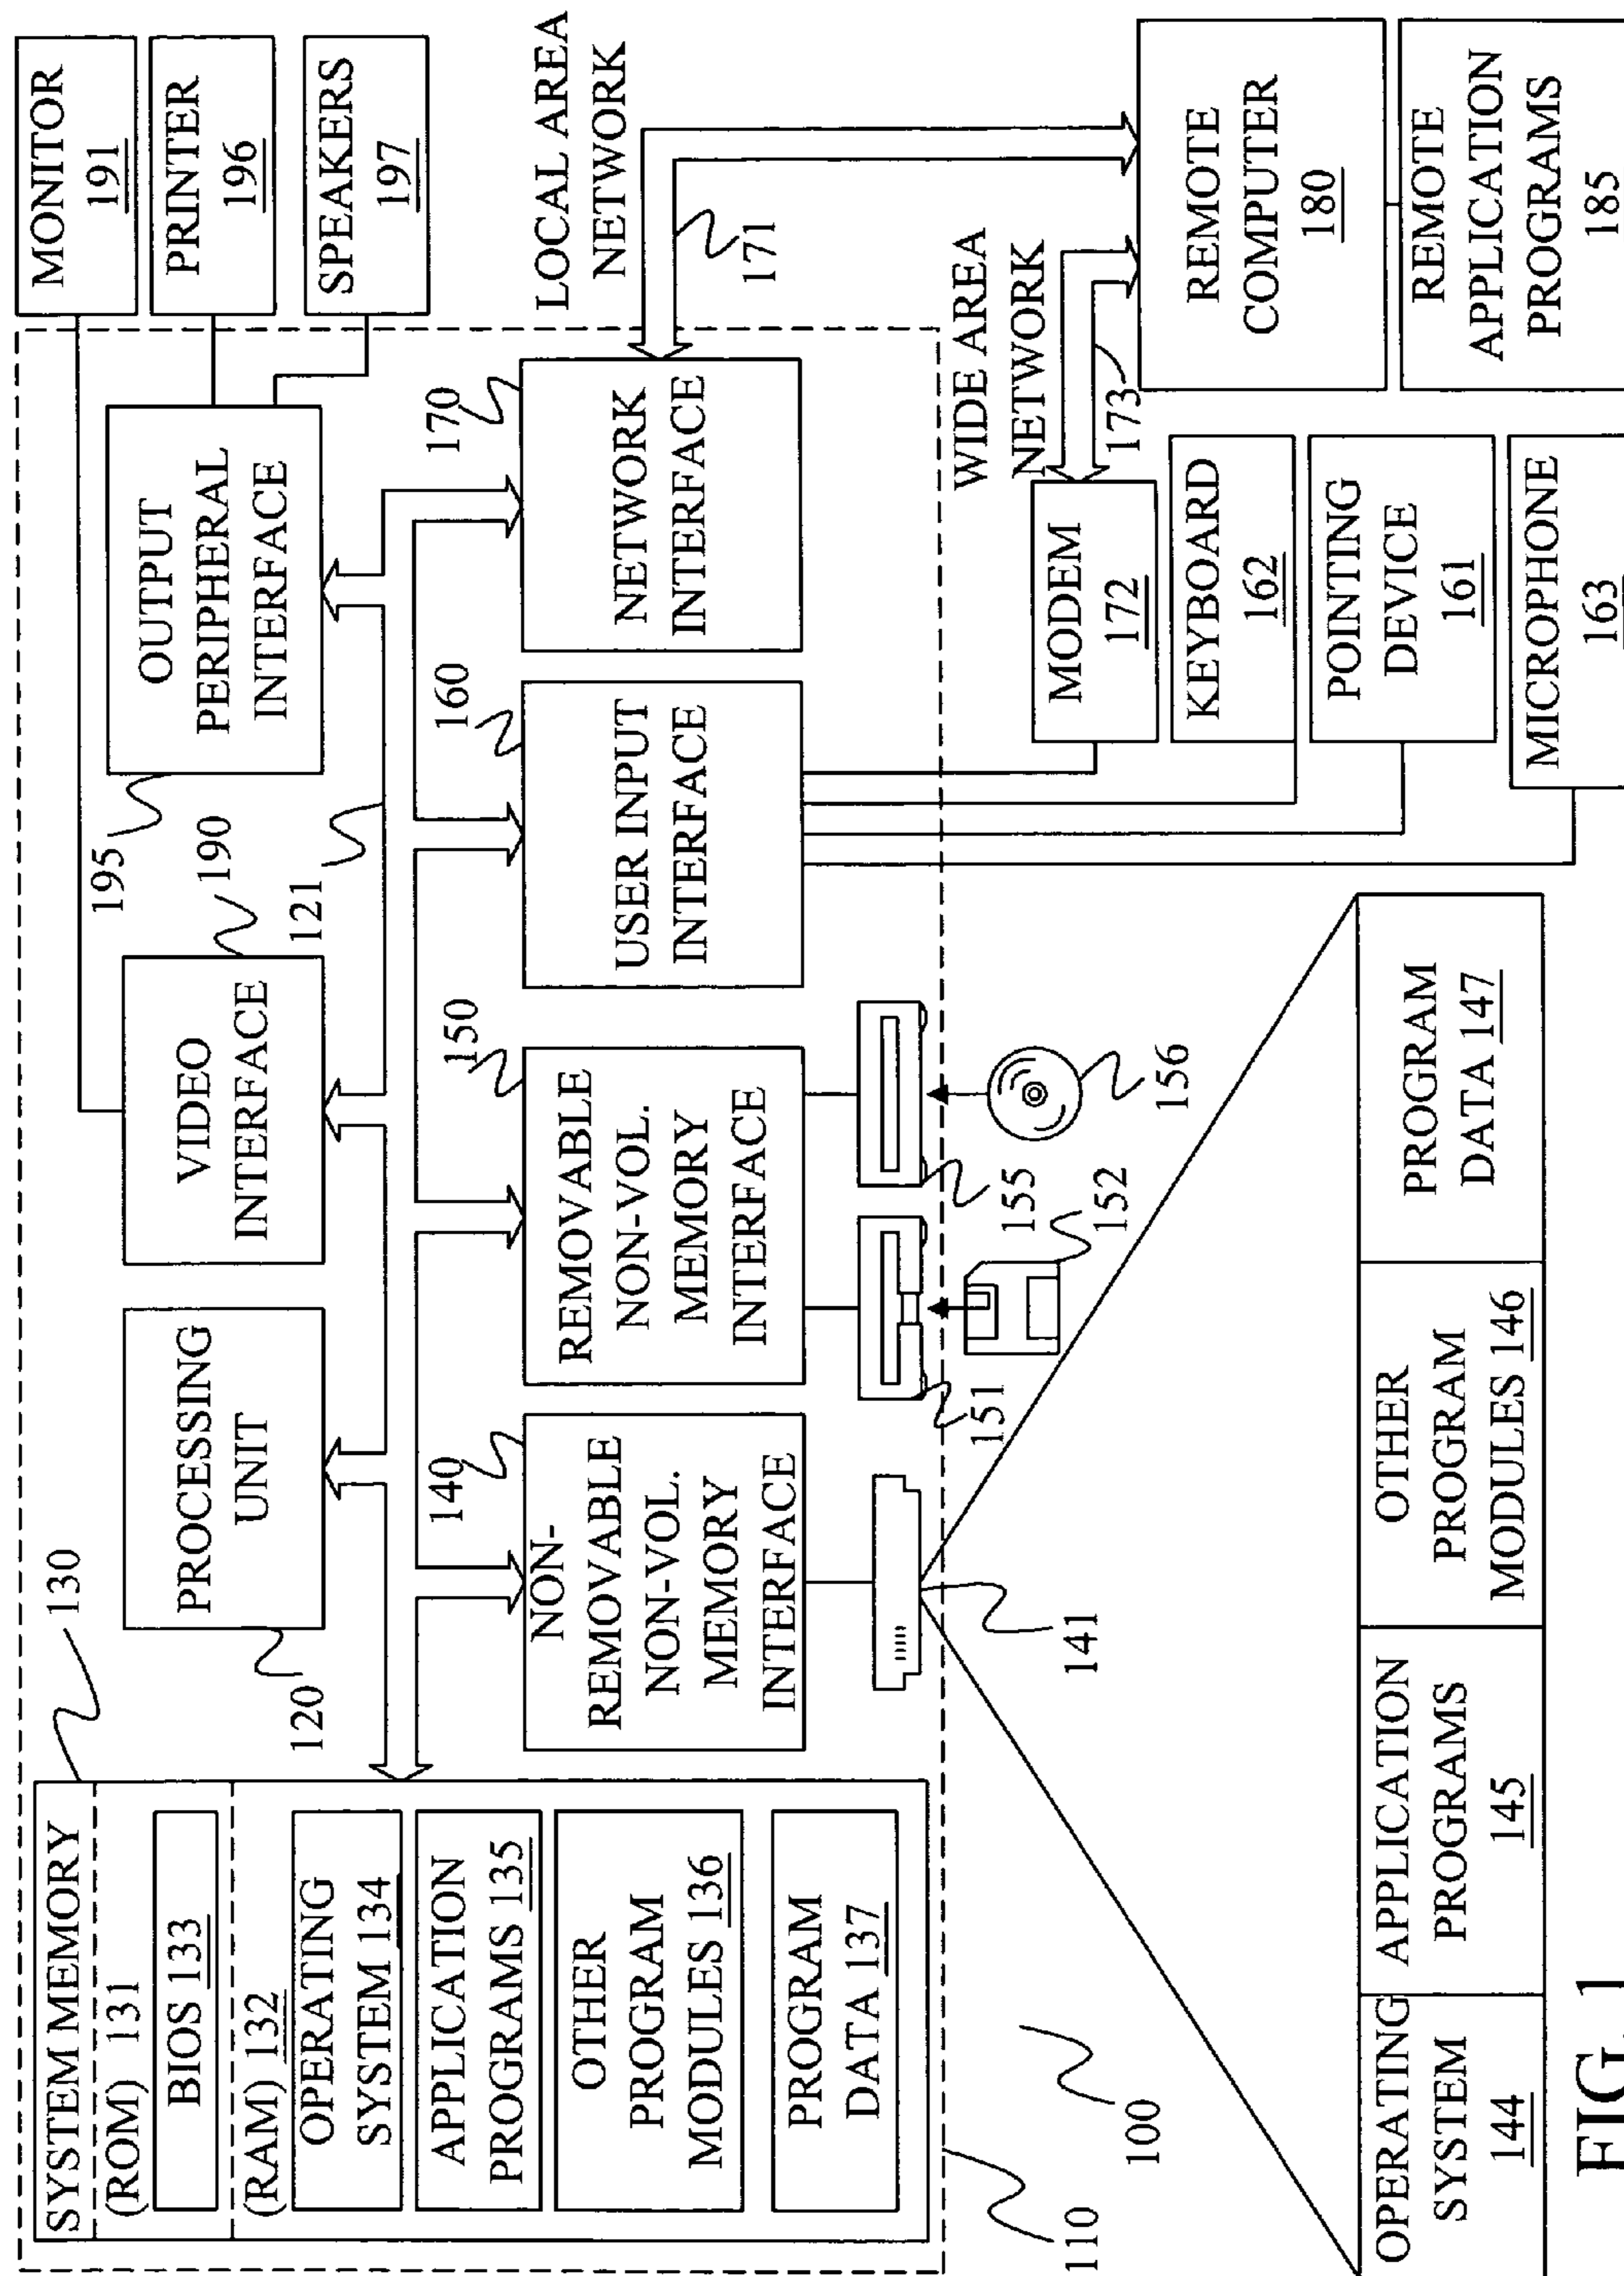 SYSTEM MEMORY
(ROM) 131
BIOS 133
(RAM) 132
OPERATING
SYSTEM 134
APPLICATION
PROGRAMS 135
OTHER
PROGRAM
MODULES 136
PROGRAM
DATA 137
130
120
PROCESSING
UNIT
VIDEO
INTERFACE
190
121
195
OUTPUT
PERIPHERAL
INTERFACE
MONITOR
191
PRINTER
196
SPEAKERS
197
140
NON-
REMOVABLE
NON-VOL.
MEMORY
INTERFACE
150
REMOVABLE
NON-VOL.
MEMORY
INTERFACE
160
USER INPUT
INTERFACE
170
NETWORK
INTERFACE
LOCAL AREA
NETWORK
171
WIDE AREA
NETWORK
173
141
151
152
155
156
MODEM
172
KEYBOARD
162
POINTING
DEVICE
161
MICROPHONE
163
REMOTE
COMPUTER
180
REMOTE
APPLICATION
PROGRAMS
185
110
100
OPERATING
SYSTEM
144
APPLICATION
PROGRAMS
145
OTHER
PROGRAM
MODULES 146
PROGRAM
DATA 147
FIG. 1